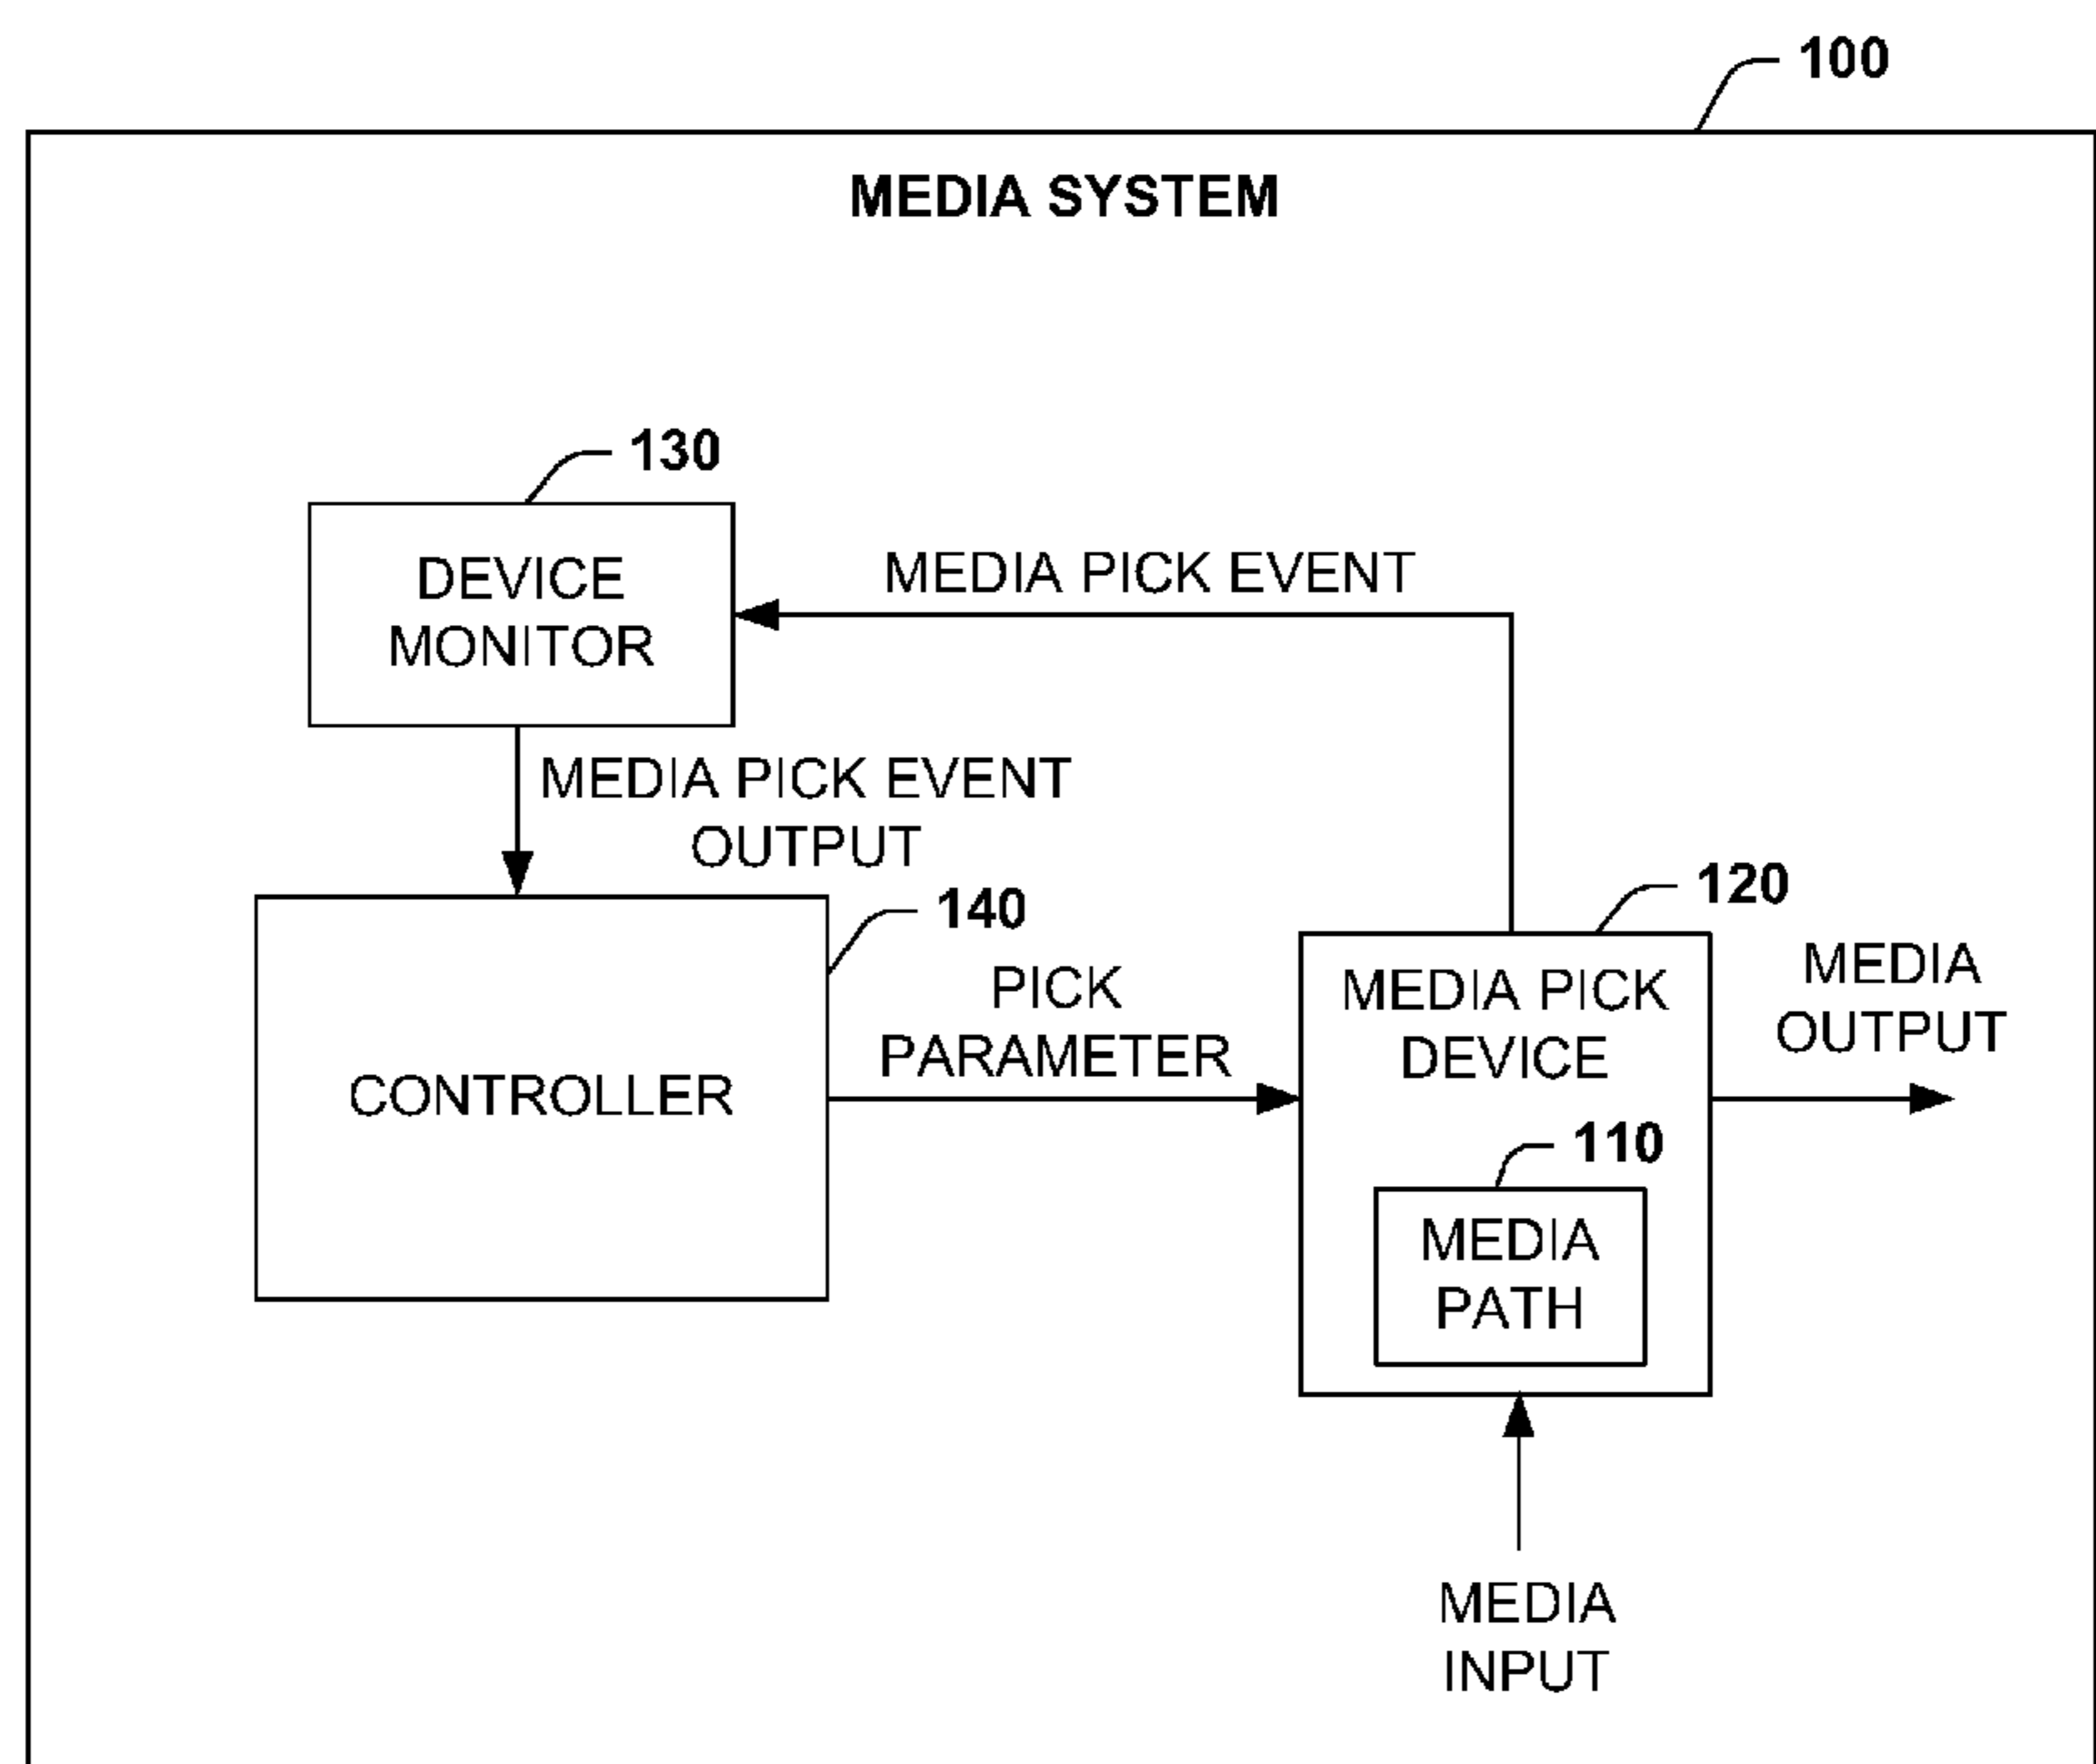 100
MEDIA SYSTEM
130
DEVICE
MONITOR
MEDIA PICK EVENT
MEDIA PICK EVENT
OUTPUT
140
CONTROLLER
PICK
PARAMETER
120
MEDIA PICK
DEVICE
110
MEDIA
PATH
MEDIA
OUTPUT
MEDIA
INPUT